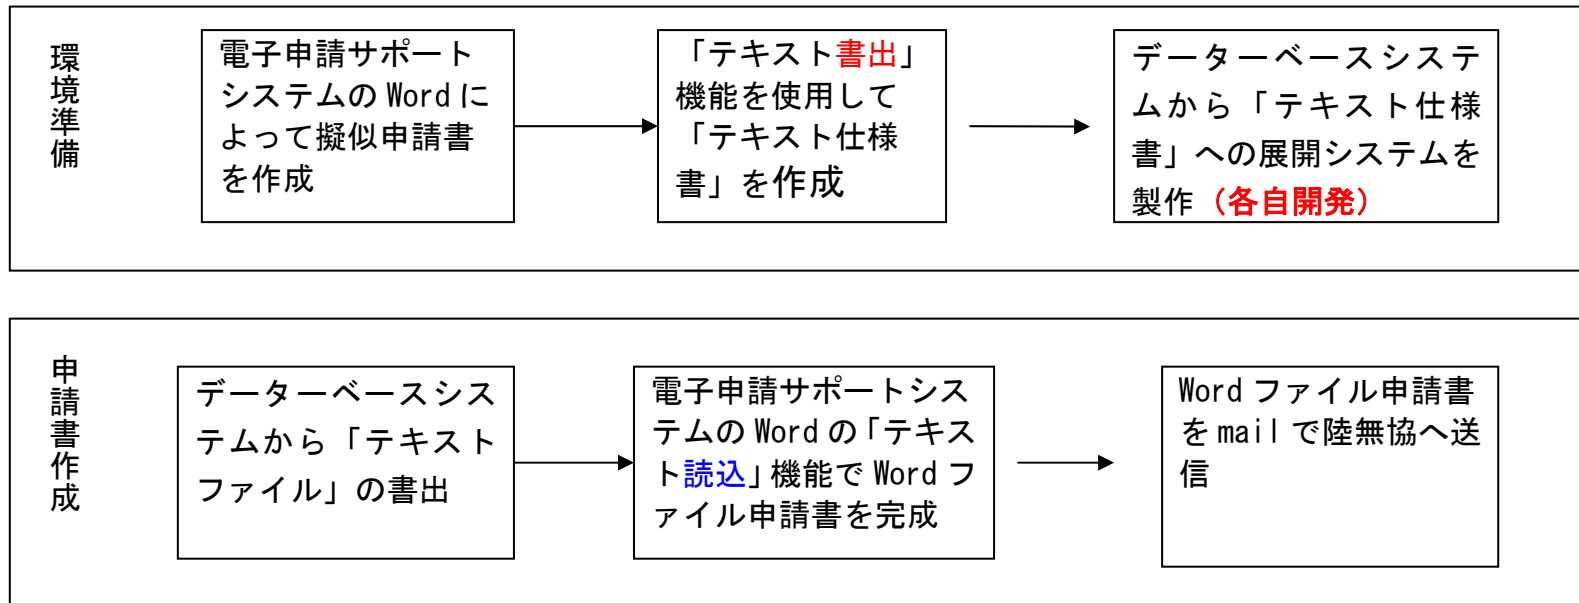 環境準備
電子申請サポート
システムの Word に
よって擬似申請書
を作成
「テキスト書出」
機能を使用して
「テキスト仕様
書」を作成
データーベースシステ
ムから「テキスト仕様
書」への展開システムを
製作（各自開発）
申請書作成
データーベースシス
テムから「テキスト
ファイル」の書出
電子申請サポートシス
テムの Word の「テキス
ト読込」機能で Word フ
ァイル申請書を完成
Word ファイル申請書
を mail で陸無協へ送
信